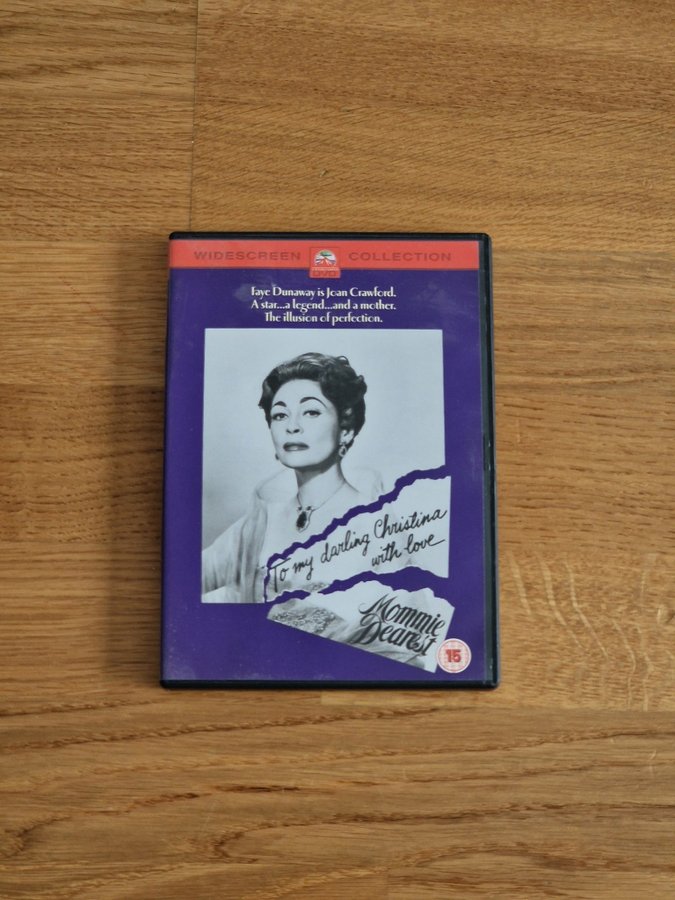 WIDESCREEN COLLECTION
Faye Dunaway is Joan Crawford.
A star...a legend...and a mother.
The illusion of perfection.
To my darling Christina
with love
Mommie
Dearest
15